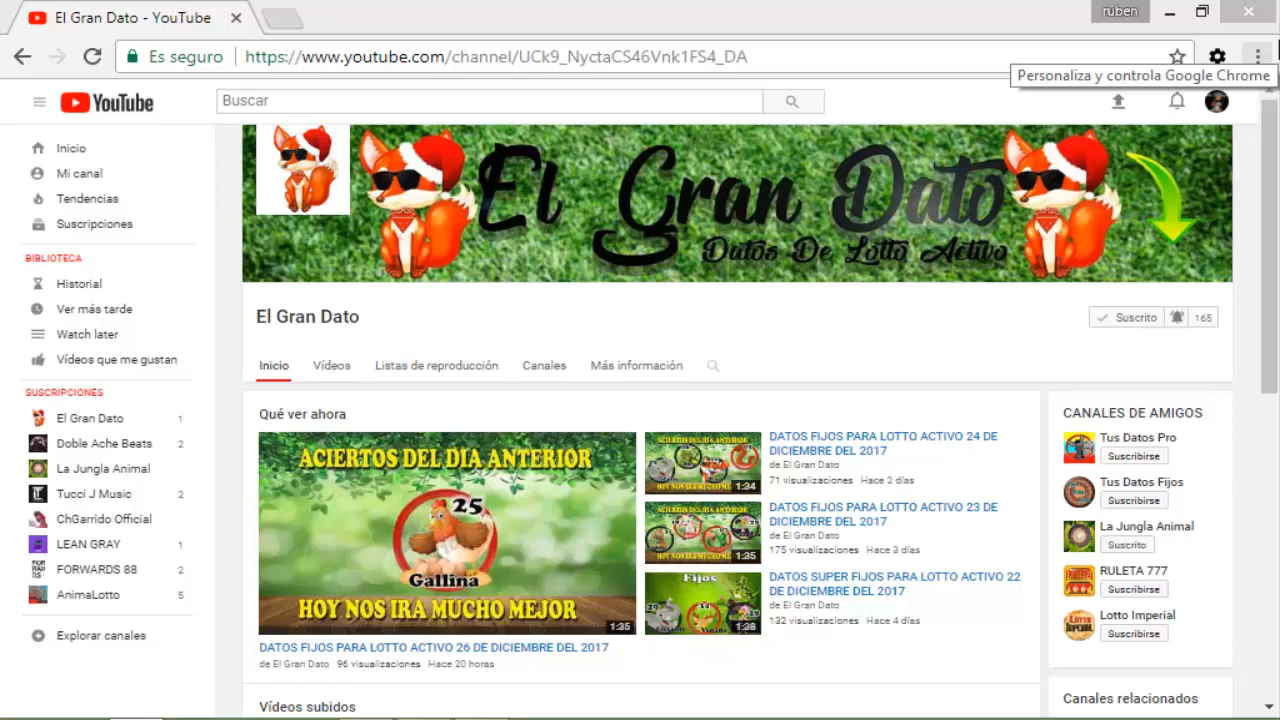 El Gran Dato - YouTube
ruben
Es seguro
https://www.youtube.com/channel/UCk9_NyctaCS46Vnk1FS4_DA
Personaliza y controla Google Chrome
YouTube
Buscar
Inicio
Mi canal
Tendencias
Suscripciones
BIBLIOTECA
Historial
Ver más tarde
Watch later
Vídeos que me gustan
SUSCRIPCIONES
El Gran Dato 1
Doble Ache Beats 2
La Jungla Animal
Tucci J Music 2
ChGarrido Official
LEAN GRAY 1
FORWARDS 88 2
AnimaLotto 5
Explorar canales
El Gran Dato
Datos De Lotto Activo
El Gran Dato
Suscrito 165
Inicio Vídeos Listas de reproducción Canales Más información
Qué ver ahora
ACIERTOS DEL DÍA ANTERIOR
25
Gallina
HOY NOS IRA MUCHO MEJOR
1:35
DATOS FIJOS PARA LOTTO ACTIVO 26 DE DICIEMBRE DEL 2017
de El Gran Dato 96 visualizaciones Hace 20 horas
1:34
DATOS FIJOS PARA LOTTO ACTIVO 24 DE
DICIEMBRE DEL 2017
de El Gran Dato
71 visualizaciones Hace 2 días
1:35
DATOS FIJOS PARA LOTTO ACTIVO 23 DE
DICIEMBRE DEL 2017
de El Gran Dato
175 visualizaciones Hace 3 días
Fijos
1:38
DATOS SUPER FIJOS PARA LOTTO ACTIVO 22
DE DICIEMBRE DEL 2017
de El Gran Dato
132 visualizaciones Hace 4 días
Vídeos subidos
CANALES DE AMIGOS
Tus Datos Pro
Suscribirse
Tus Datos Fijos
Suscribirse
La Jungla Animal
Suscrito
RULETA 777
Suscribirse
Lotto Imperial
Suscribirse
Canales relacionados